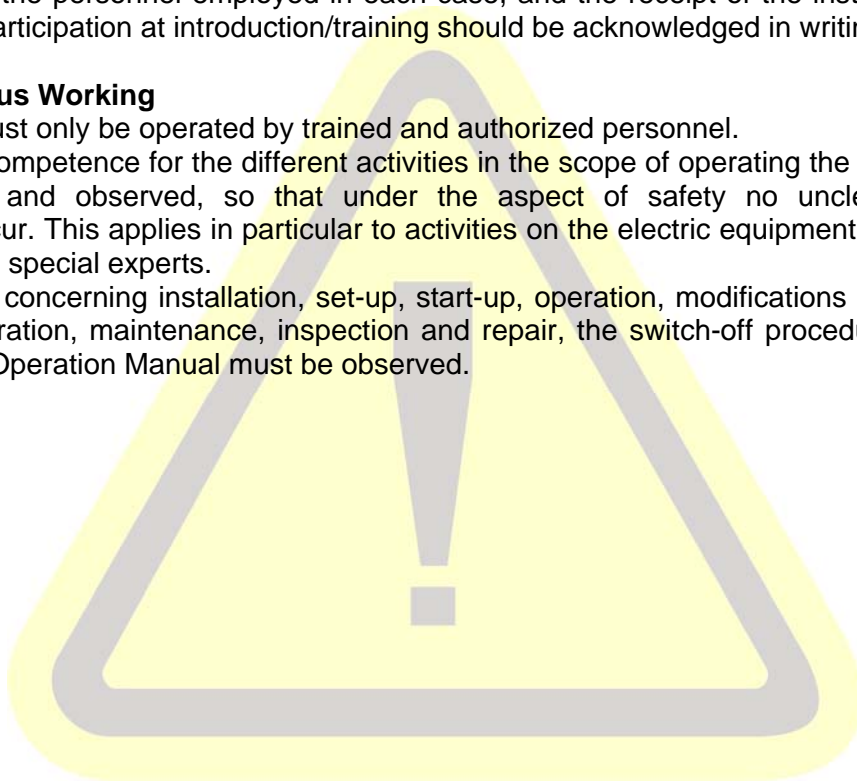 the personnel employed in each case, and the receipt of the inst
articipation at introduction/training should be acknowledged in writin
us Working
ust only be operated by trained and authorized personnel.
ompetence for the different activities in the scope of operating the
and observed, so that under the aspect of safety no uncle
cur. This applies in particular to activities on the electric equipment
special experts.
concerning installation, set-up, start-up, operation, modifications
ration, maintenance, inspection and repair, the switch-off procedu
Operation Manual must be observed.
!